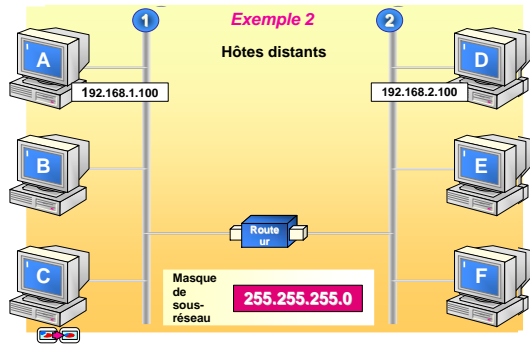 1
Exemple 2
2
Hôtes distants
A
D
192.168.1.100
192.168.2.100
B
E
Route
ur
C
F
Masque
de
sous-
réseau
255.255.255.0